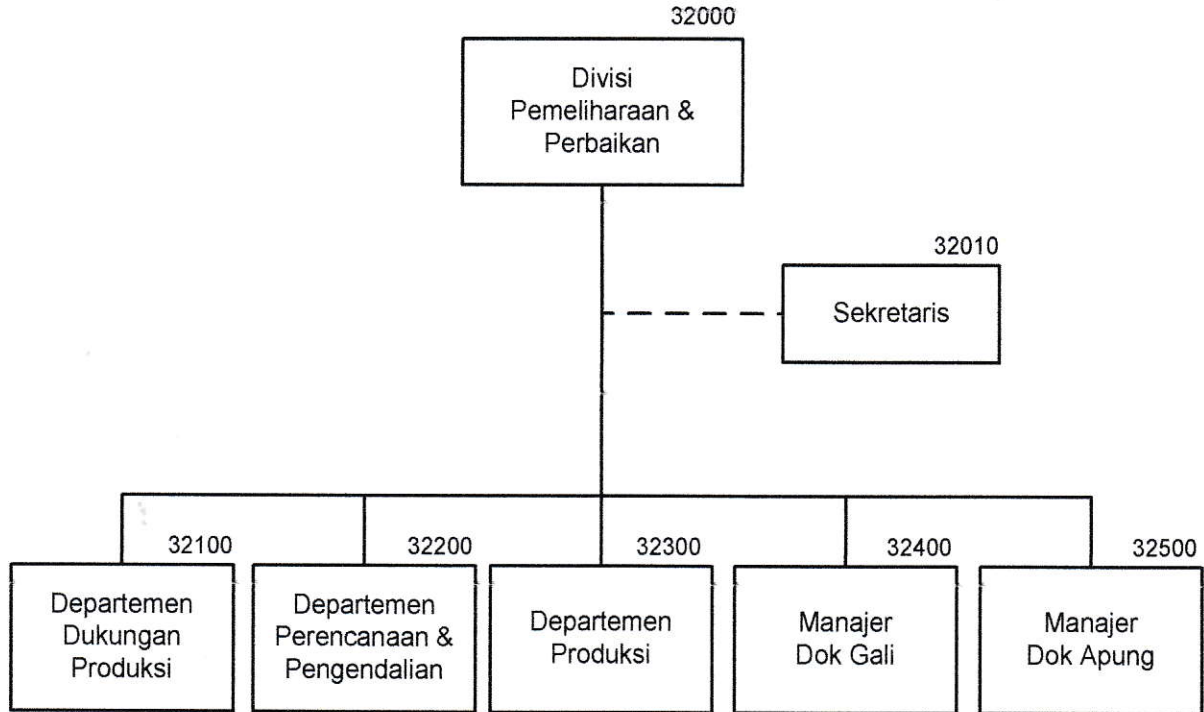 32000
Divisi
Pemeliharaan &
Perbaikan
32010
Sekretaris
32100
Departemen
Dukungan
Produksi
32200
Departemen
Perencanaan &
Pengendalian
32300
Departemen
Produksi
32400
Manajer
Dok Gali
32500
Manajer
Dok Apung